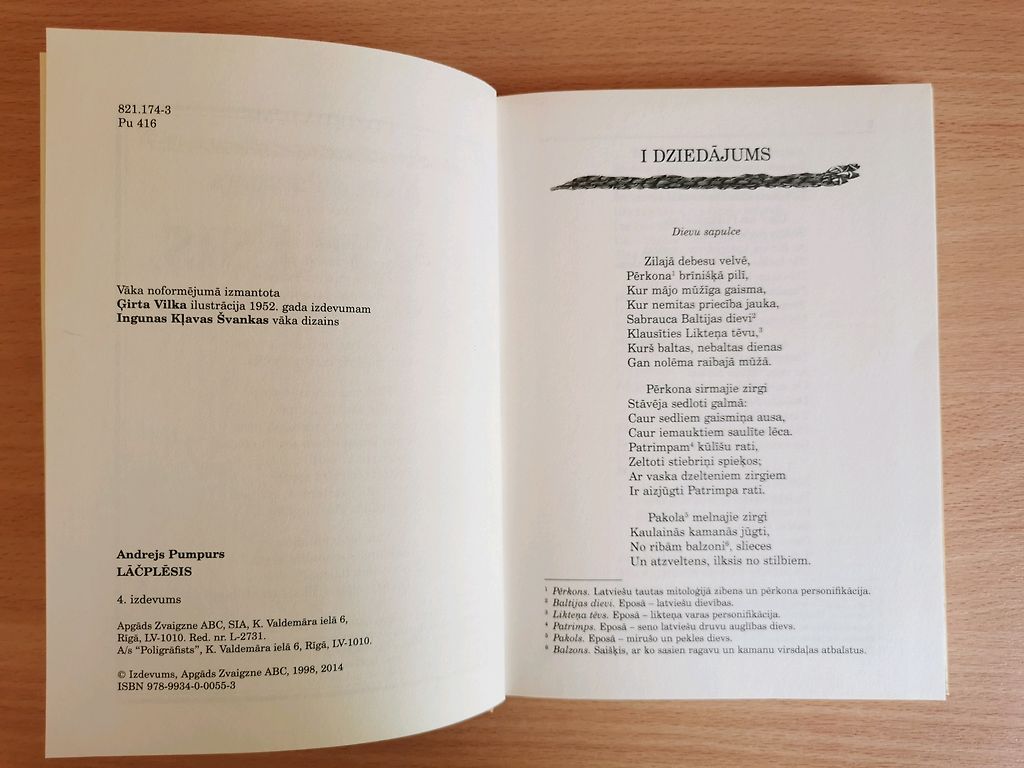 821.174-3
Pu 416
Vāka noformējumā izmantota
Ģirta Vilka ilustrācija 1952. gada izdevumam
Ingunas Kļavas Švankas vāka dizains
Andrejs Pumpurs
LĀČPLĒSIS
4. izdevums
Apgāds Zvaigzne ABC, SIA, K. Valdemāra ielā 6,
Rīgā, LV-1010. Red. nr. L-2731.
A/s "Poligrāfists", K. Valdemāra ielā 6, Rīgā, LV-1010.
© Izdevums, Apgāds Zvaigzne ABC, 1998, 2014
ISBN 978-9934-0-0055-3
I DZIEDĀJUMS
Dievu sapulce
Zilajā debesu velvē,
Pērkona¹ brīnišķā pilī,
Kur mājo mūžīga gaisma,
Kur nemitas priecība jauka,
Sabrauca Baltijas dievi²
Klausīties Likteņa tēvu,³
Kurš baltas, nebaltas dienas
Gan nolēma raibajā mūžā.
Pērkona sirmajie zirgi
Stāvēja sedloti galmā:
Caur sedliem gaismiņa ausa,
Caur iemauktiem saulīte lēca.
Patrimpam⁴ kūlīšu rati,
Zeltoti stiebriņi spieķos;
Ar vaska dzelteniem zirgiem
Ir aizjūgti Patrimpa rati.
Pakola⁵ melnajie zirgi
Kaulainās kamanās jūgti,
No ribām balzoni⁶, slieces
Un atzveltens, ilksis no stilbiem.
¹ Pērkons. Latviešu tautas mitoloģijā zibens un pērkona personifikācija.
² Baltijas dievi. Eposā – latviešu dievības.
³ Likteņa tēvs. Eposā – likteņa varas personifikācija.
⁴ Patrimps. Eposā – seno latviešu druvu auglības dievs.
⁵ Pakols. Eposā – mirušo un pekles dievs.
⁶ Balzons. Saišķis, ar ko sasien ragavu un kamanu virsdaļas atbalstus.